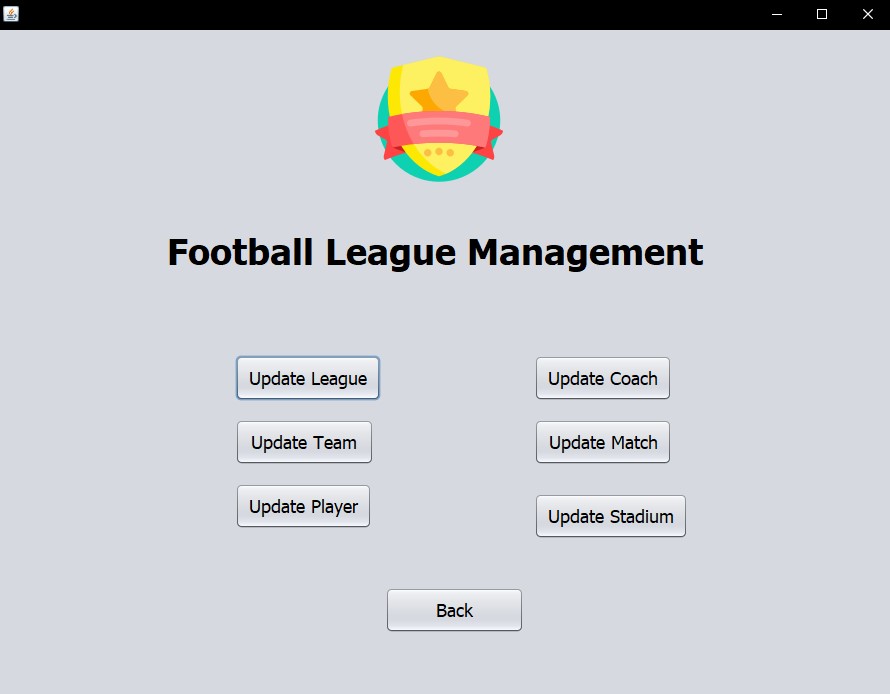 Football League Management
Update League
Update Coach
Update Team
Update Match
Update Player
Update Stadium
Back